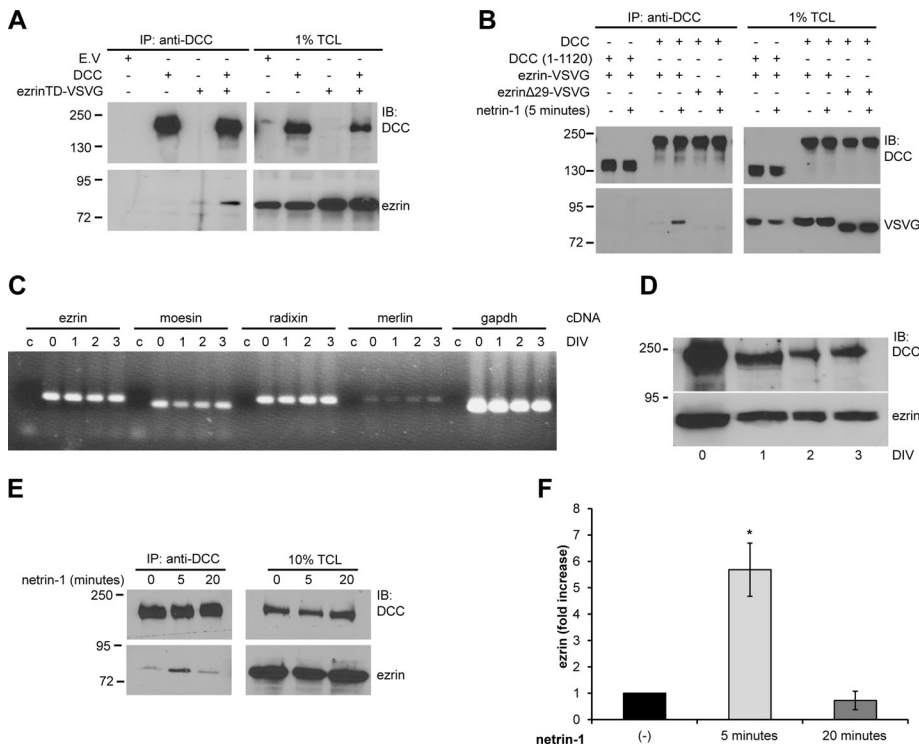 A
IP: anti-DCC 1% TCL
E.V + +
DCC + + + +
ezrinTD-VSVG + + + +
250
130
IB:
DCC
95
72
ezrin
B
IP: anti-DCC 1% TCL
DCC + + + + + + + +
DCC (1-1120) + + + +
ezrin-VSVG + + + + + + + +
ezrinΔ29-VSVG + + + +
netrin-1 (5 minutes) - + - + - + - + - + - +
250
130
IB:
DCC
95
72
VSVG
C
ezrin moesin radixin merlin gapdh cDNA
c 0 1 2 3 c 0 1 2 3 c 0 1 2 3 c 0 1 2 3 c 0 1 2 3 DIV
D
250
IB:
DCC
95
ezrin
0 1 2 3 DIV
E
IP: anti-DCC 10% TCL
netrin-1 (minutes) 0 5 20 0 5 20
250
IB:
DCC
95
72
ezrin
F
ezrin (fold increase)
8
7
6
5
4
3
2
1
0
*
netrin-1 (-) 5 minutes 20 minutes